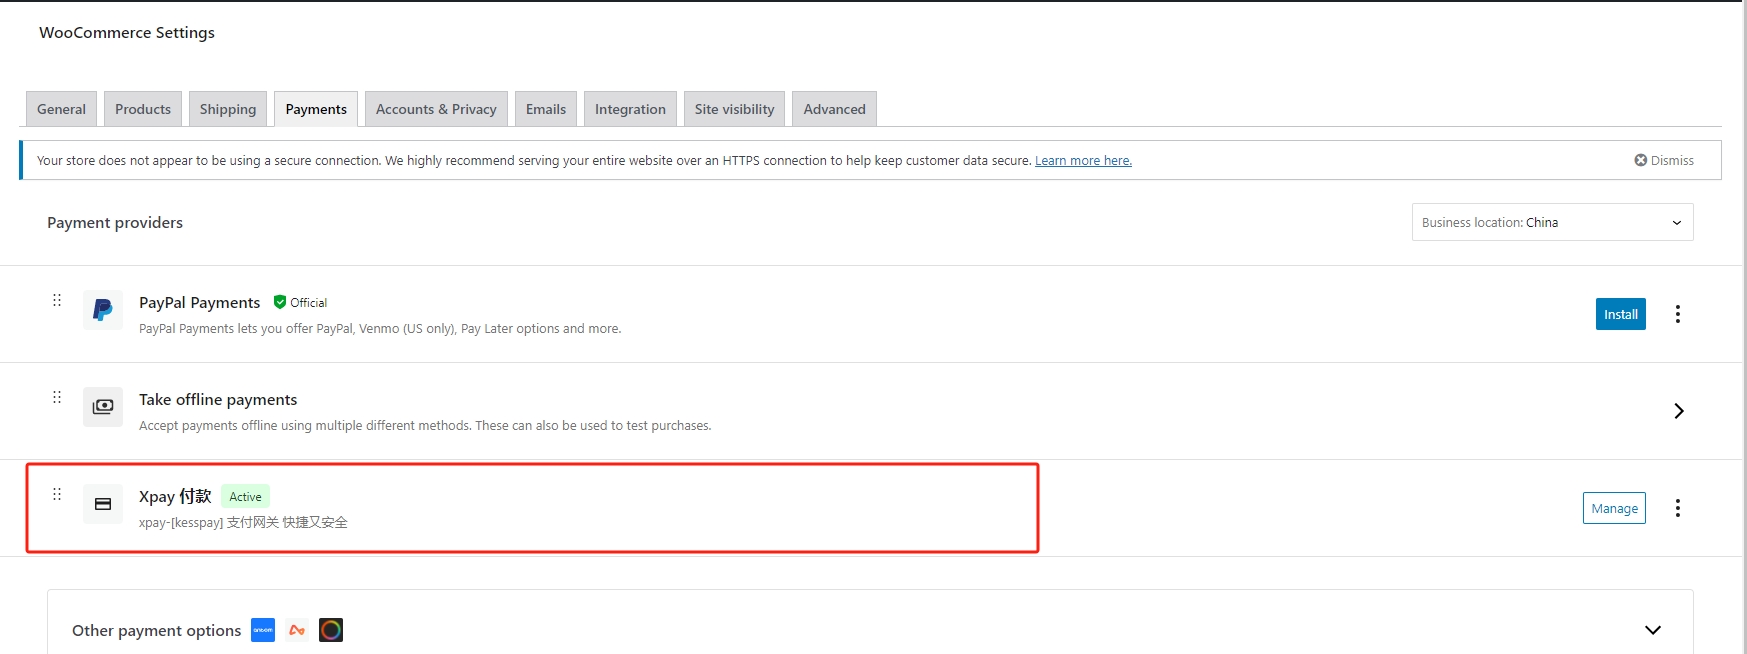 WooCommerce Settings
General Products Shipping Payments Accounts & Privacy Emails Integration Site visibility Advanced
Your store does not appear to be using a secure connection. We highly recommend serving your entire website over an HTTPS connection to help keep customer data secure. Learn more here. Dismiss
Payment providers Business location: China
PayPal Payments Official
PayPal Payments lets you offer PayPal, Venmo (US only), Pay Later options and more.
Install
Take offline payments
Accept payments offline using multiple different methods. These can also be used to test purchases.
Xpay 付款 Active
xpay-[kesspay] 支付网关 快捷又安全
Manage
Other payment options